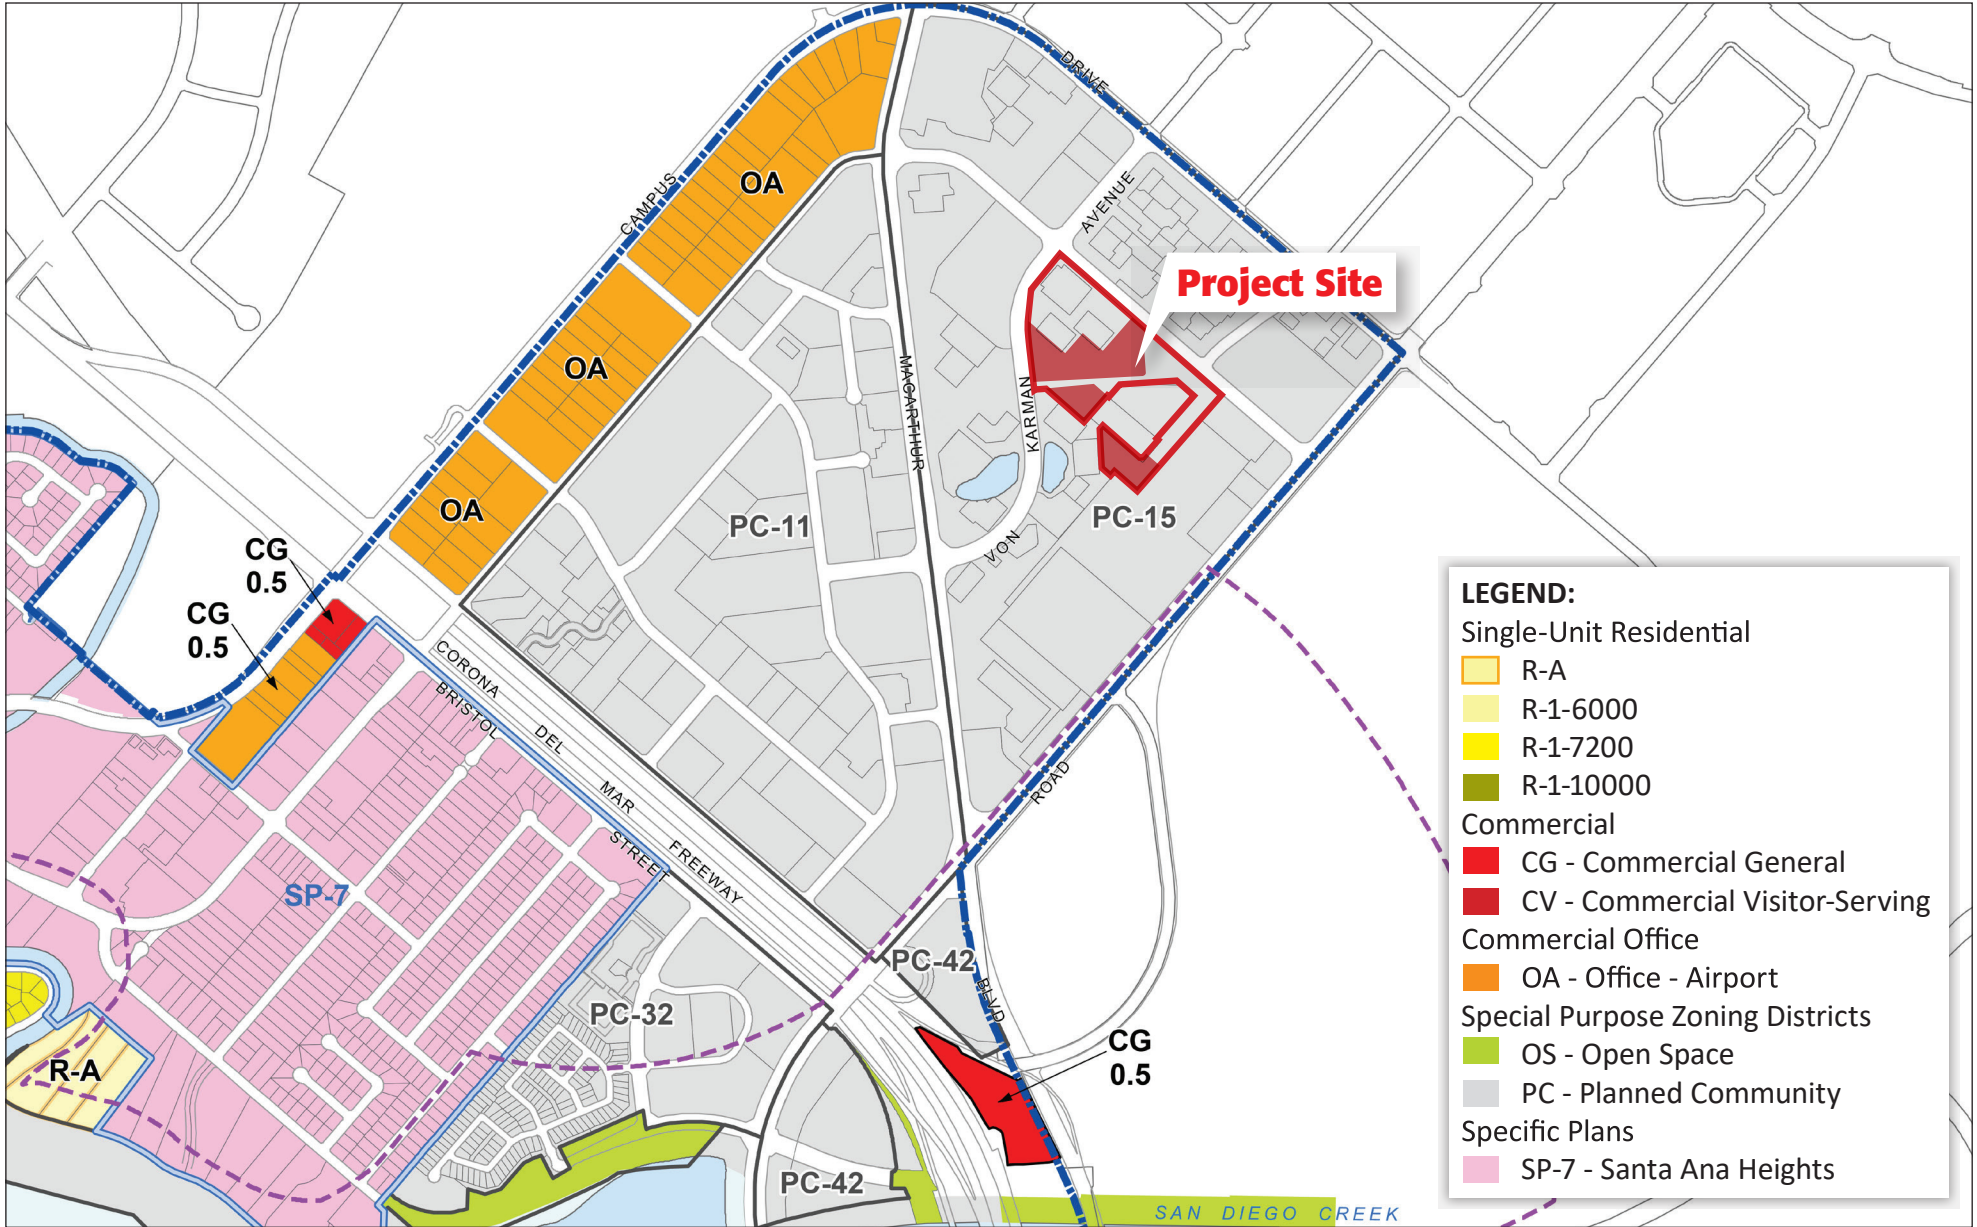 DRIVE
CAMPUS
OA
AVENUE
Project Site
OA
MACARTHUR
KARMAN
OA
PC-11
PC-15
VON
CG
0.5
CG
0.5
CORONA
DEL
MAR
FREEWAY
BRISTOL
STREET
ROAD
SP-7
PC-42
PC-32
BLVD
CG
0.5
R-A
PC-42
SAN DIEGO CREEK
LEGEND:
Single-Unit Residential
R-A
R-1-6000
R-1-7200
R-1-10000
Commercial
CG - Commercial General
CV - Commercial Visitor-Serving
Commercial Office
OA - Office - Airport
Special Purpose Zoning Districts
OS - Open Space
PC - Planned Community
Specific Plans
SP-7 - Santa Ana Heights